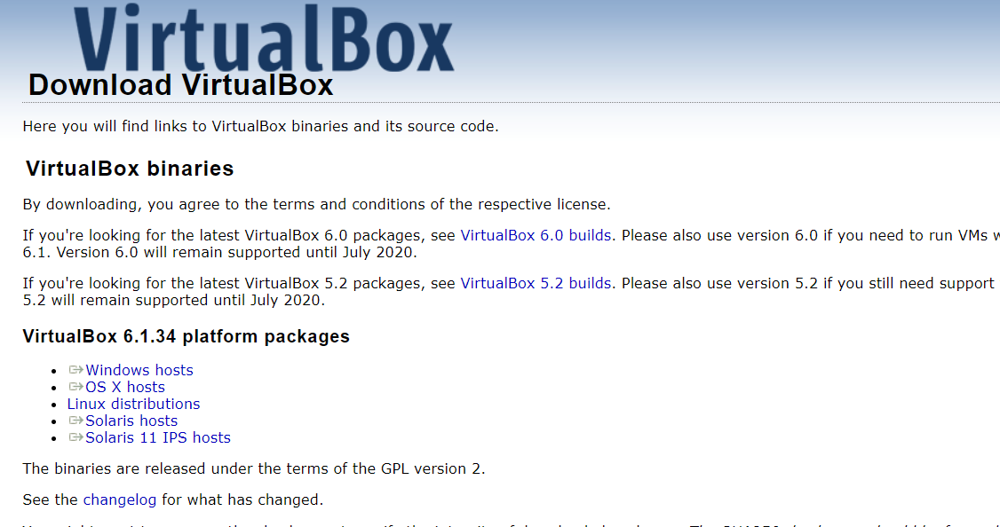 VirtualBox
Download VirtualBox
Here you will find links to VirtualBox binaries and its source code.
VirtualBox binaries
By downloading, you agree to the terms and conditions of the respective license.
If you're looking for the latest VirtualBox 6.0 packages, see VirtualBox 6.0 builds. Please also use version 6.0 if you need to run VMs
6.1. Version 6.0 will remain supported until July 2020.
If you're looking for the latest VirtualBox 5.2 packages, see VirtualBox 5.2 builds. Please also use version 5.2 if you still need support
5.2 will remain supported until July 2020.
VirtualBox 6.1.34 platform packages
Windows hosts
OS X hosts
Linux distributions
Solaris hosts
Solaris 11 IPS hosts
The binaries are released under the terms of the GPL version 2.
See the changelog for what has changed.